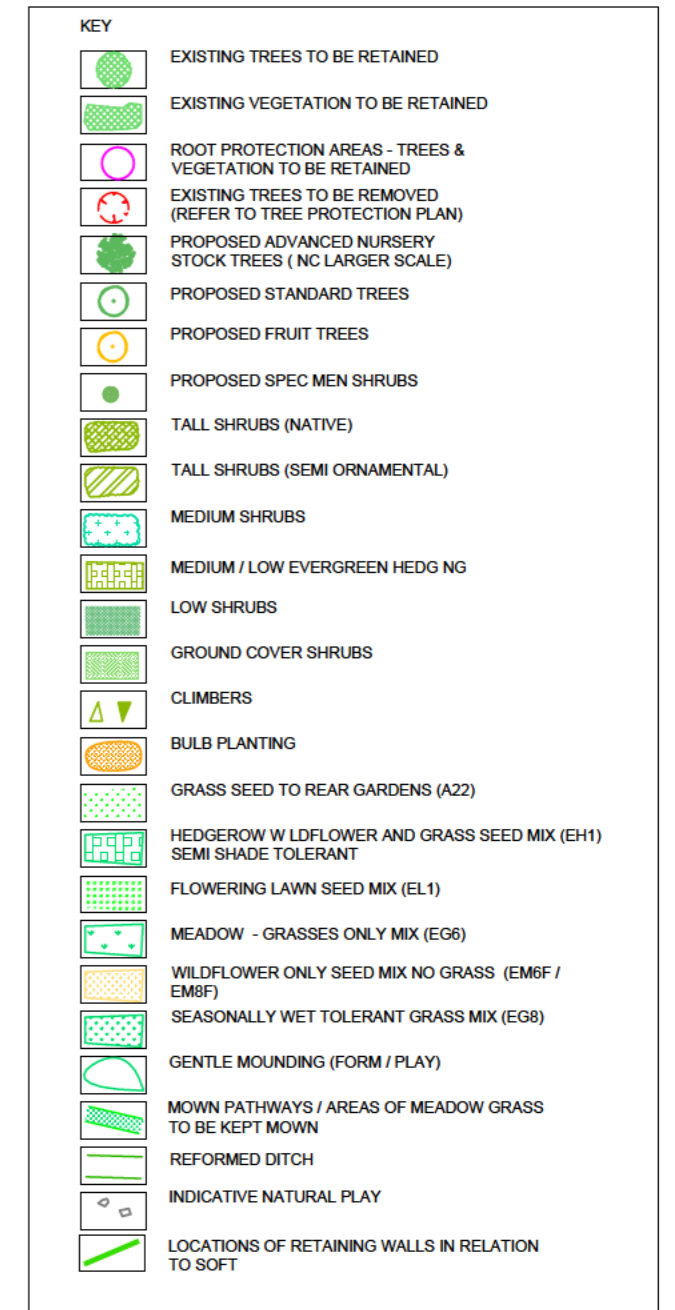 KEY
EXISTING TREES TO BE RETAINED
EXISTING VEGETATION TO BE RETAINED
ROOT PROTECTION AREAS - TREES &
VEGETATION TO BE RETAINED
EXISTING TREES TO BE REMOVED
(REFER TO TREE PROTECTION PLAN)
PROPOSED ADVANCED NURSERY
STOCK TREES ( NC LARGER SCALE)
PROPOSED STANDARD TREES
PROPOSED FRUIT TREES
PROPOSED SPEC MEN SHRUBS
TALL SHRUBS (NATIVE)
TALL SHRUBS (SEMI ORNAMENTAL)
MEDIUM SHRUBS
MEDIUM / LOW EVERGREEN HEDG NG
LOW SHRUBS
GROUND COVER SHRUBS
CLIMBERS
BULB PLANTING
GRASS SEED TO REAR GARDENS (A22)
HEDGEROW W LDFLOWER AND GRASS SEED MIX (EH1)
SEMI SHADE TOLERANT
FLOWERING LAWN SEED MIX (EL1)
MEADOW - GRASSES ONLY MIX (EG6)
WILDFLOWER ONLY SEED MIX NO GRASS (EM6F /
EM8F)
SEASONALLY WET TOLERANT GRASS MIX (EG8)
GENTLE MOUNDING (FORM / PLAY)
MOWN PATHWAYS / AREAS OF MEADOW GRASS
TO BE KEPT MOWN
REFORMED DITCH
INDICATIVE NATURAL PLAY
LOCATIONS OF RETAINING WALLS IN RELATION
TO SOFT